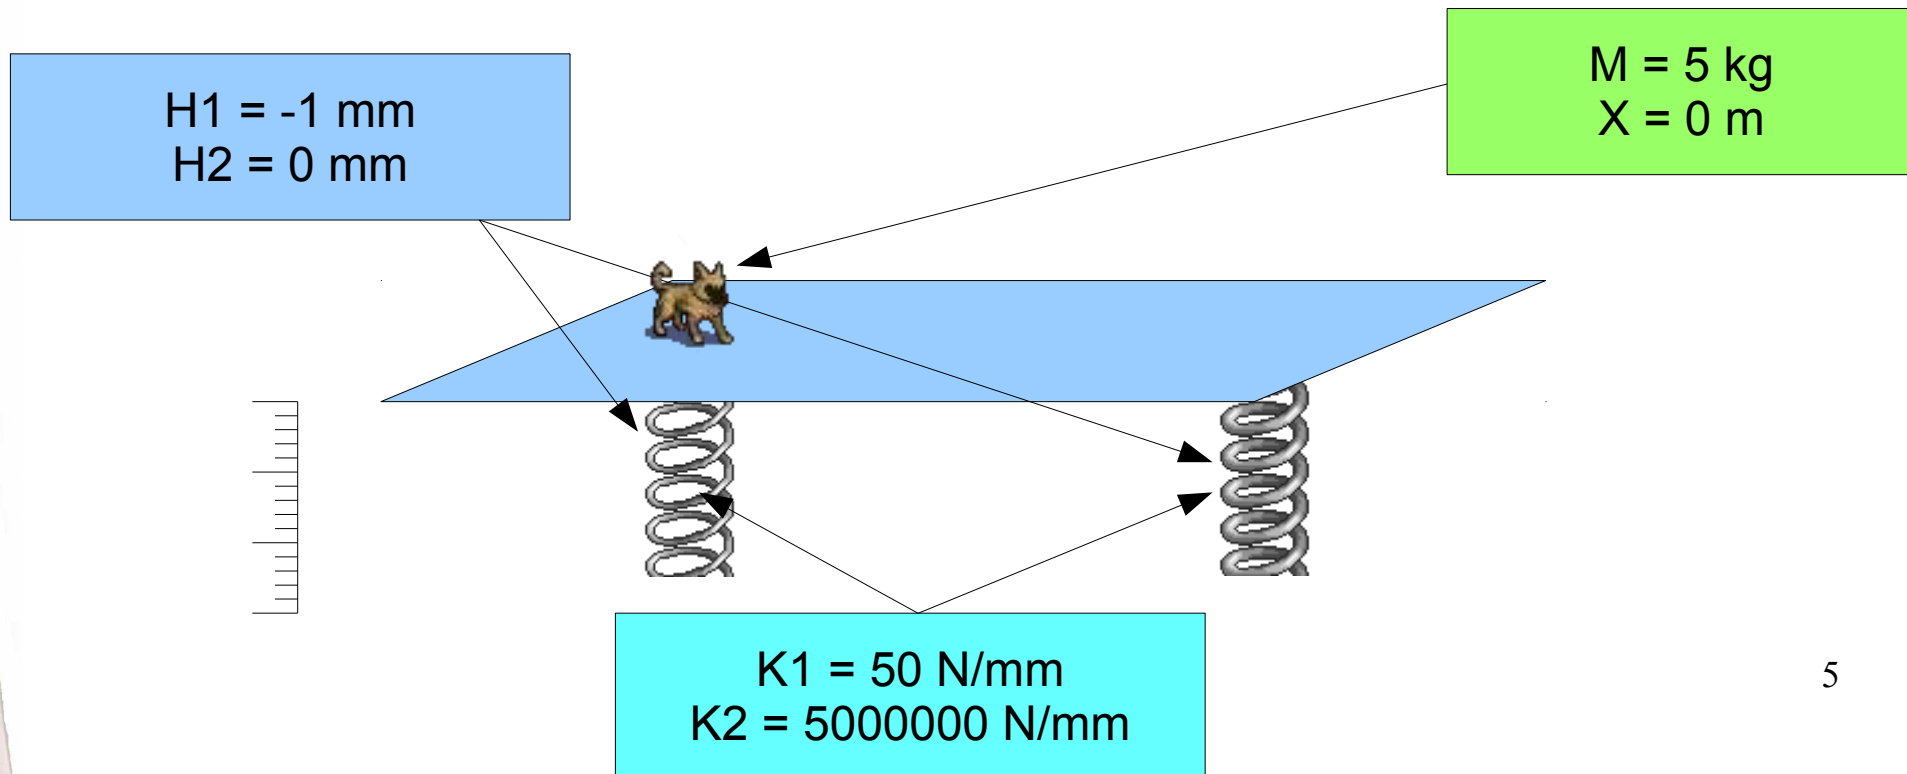 H1 = -1 mm
H2 = 0 mm
M = 5 kg
X = 0 m
K1 = 50 N/mm
K2 = 5000000 N/mm
5